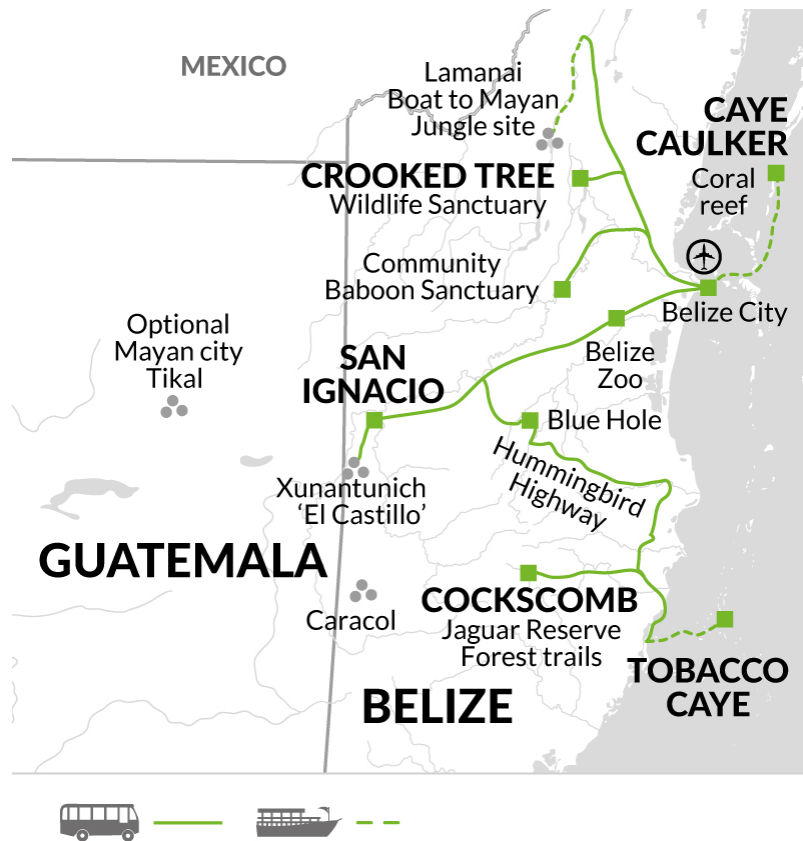 MEXICO
Lamanai
Boat to Mayan
Jungle site
CAYE
CAULKER
Coral
reef
CROOKED TREE
Wildlife Sanctuary
Community
Baboon Sanctuary
Belize City
Optional
Mayan city
Tikal
SAN
IGNACIO
Belize
Zoo
Blue Hole
Hummingbird
Highway
Xunantunich
‘El Castillo’
GUATEMALA
COCKSCOMB
Jaguar Reserve
Forest trails
Caracol
TOBACCO
CAYE
BELIZE